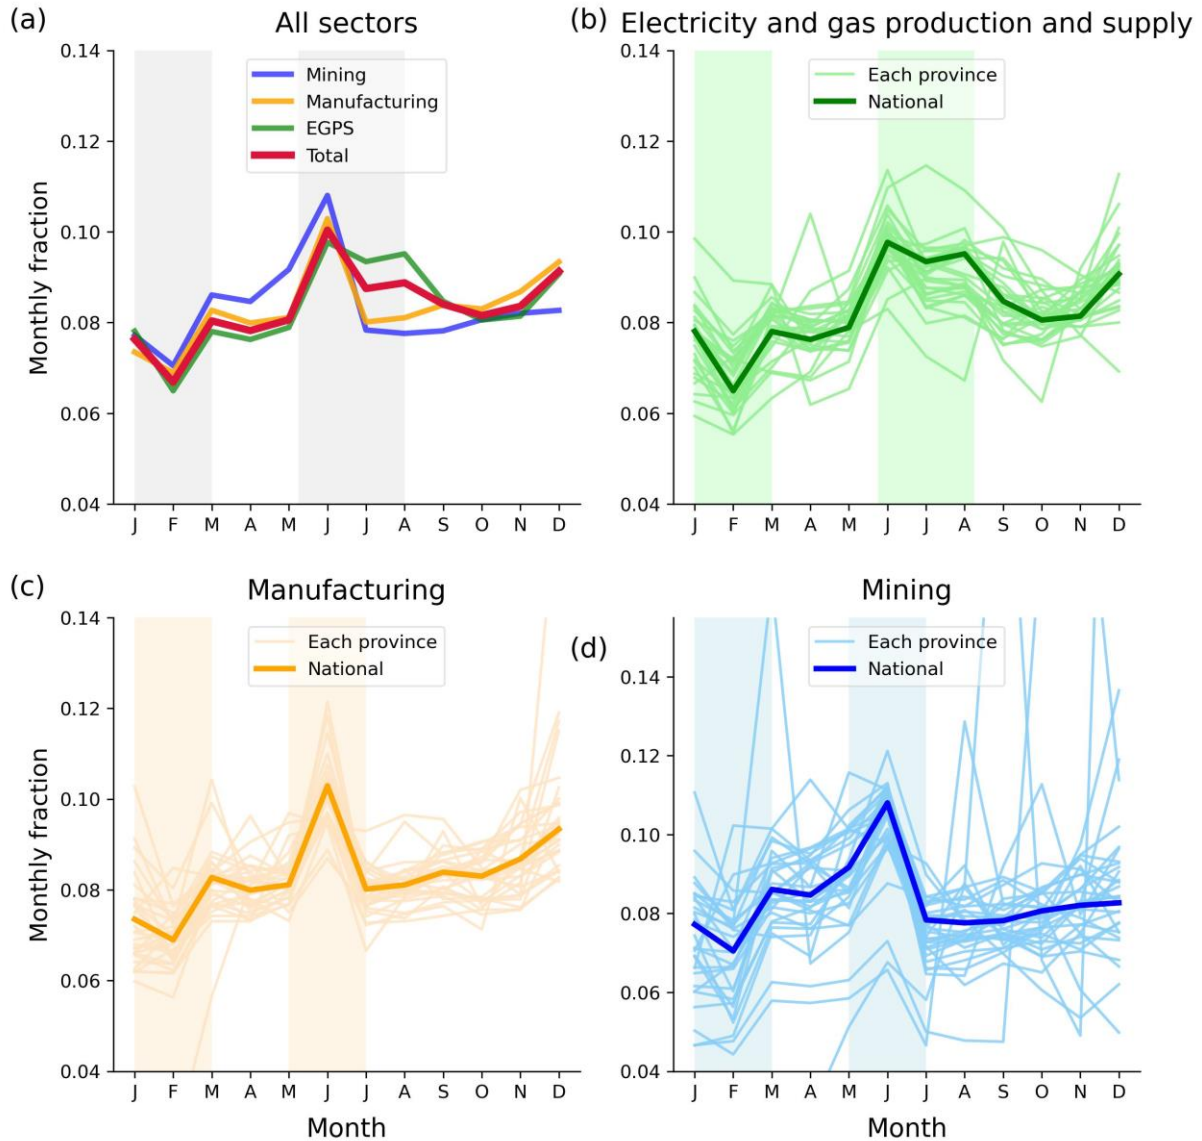 (a)
All sectors
Monthly fraction
0.14
0.12
0.10
0.08
0.06
0.04
Mining
Manufacturing
EGPS
Total
J F M A M J J A S O N D
(b)
Electricity and gas production and supply
0.14
0.12
0.10
0.08
0.06
0.04
Each province
National
J F M A M J J A S O N D
(c)
Manufacturing
Monthly fraction
0.14
0.12
0.10
0.08
0.06
0.04
Each province
National
J F M A M J J A S O N D
Month
(d)
Mining
0.14
0.12
0.10
0.08
0.06
0.04
Each province
National
J F M A M J J A S O N D
Month